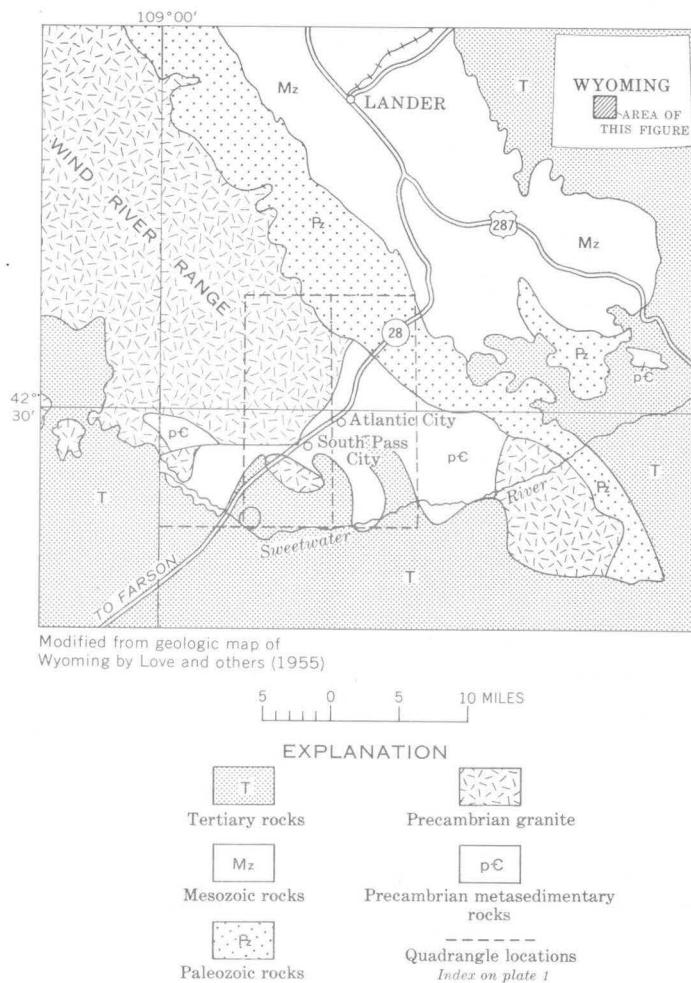 109°00'
Mz
LANDER
T
WYOMING
AREA OF
THIS FIGURE
WIND RIVER RANGE
Pz
287
Mz
28
Pz
pЄ
42°
30'
Atlantic City
South Pass
City
pЄ
pЄ
T
T
River
Pz
Sweetwater
T
TO FARSON
Modified from geologic map of
Wyoming by Love and others (1955)
5 0 5 10 MILES
EXPLANATION
T
Tertiary rocks
Precambrian granite
Mz
Mesozoic rocks
pЄ
Precambrian metasedimentary
rocks
Pz
Paleozoic rocks
Quadrangle locations
Index on plate 1